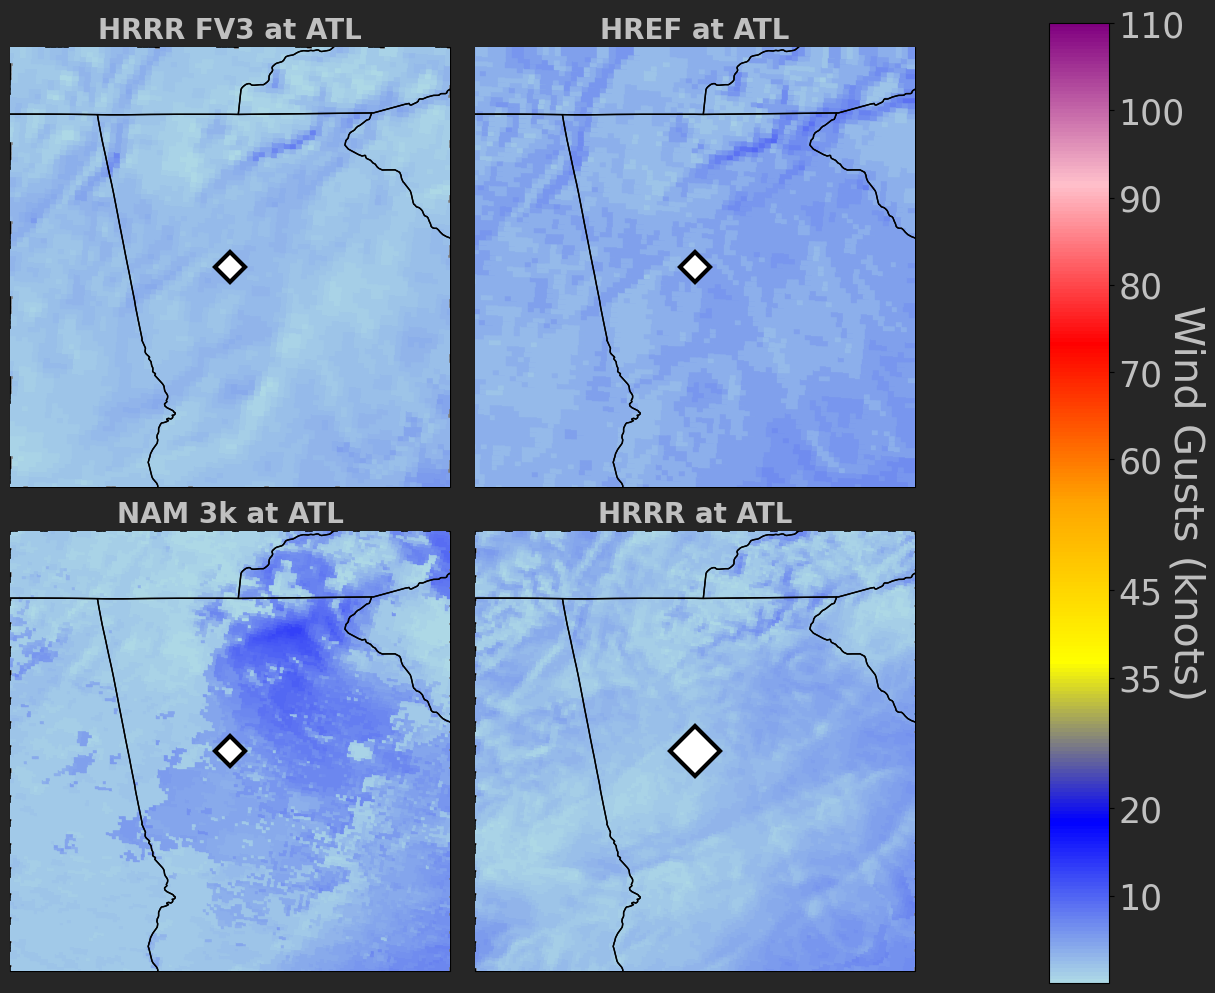 HRRR FV3 at ATL
HREF at ATL
NAM 3k at ATL
HRRR at ATL
110
100
90
80
70
60
45
35
20
10
Wind Gusts (knots)